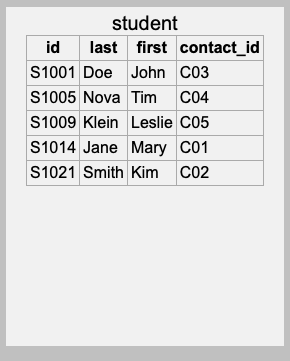 student
id last first contact_id
S1001 Doe John C03
S1005 Nova Tim C04
S1009 Klein Leslie C05
S1014 Jane Mary C01
S1021 Smith Kim C02